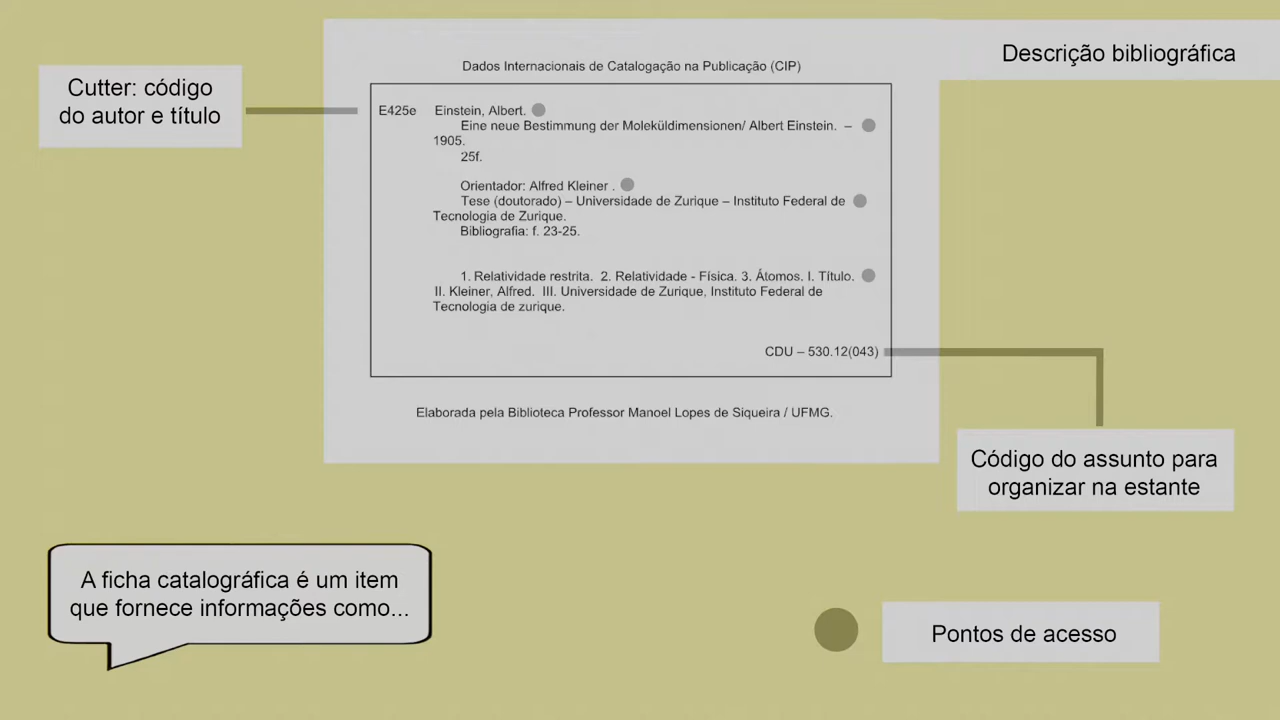 Descrição bibliográfica
Cutter: código
do autor e título
Dados Internacionais de Catalogação na Publicação (CIP)
E425e Einstein, Albert.
Eine neue Bestimmung der Moleküldimensionen/ Albert Einstein. –
1905.
25f.
Orientador: Alfred Kleiner .
Tese (doutorado) – Universidade de Zurique – Instituto Federal de
Tecnologia de Zurique.
Bibliografia: f. 23-25.
1. Relatividade restrita. 2. Relatividade - Física. 3. Átomos. I. Título.
II. Kleiner, Alfred. III. Universidade de Zurique, Instituto Federal de
Tecnologia de zurique.
CDU – 530.12(043)
Elaborada pela Biblioteca Professor Manoel Lopes de Siqueira / UFMG.
Código do assunto para
organizar na estante
A ficha catalográfica é um item
que fornece informações como...
Pontos de acesso